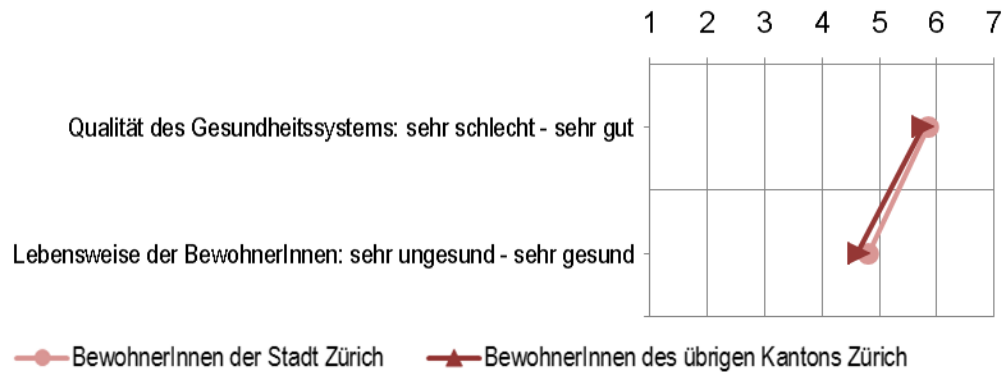 1 2 3 4 5 6 7
Qualität des Gesundheitssystems: sehr schlecht - sehr gut
Lebensweise der BewohnerInnen: sehr ungesund - sehr gesund
BewohnerInnen der Stadt Zürich BewohnerInnen des übrigen Kantons Zürich